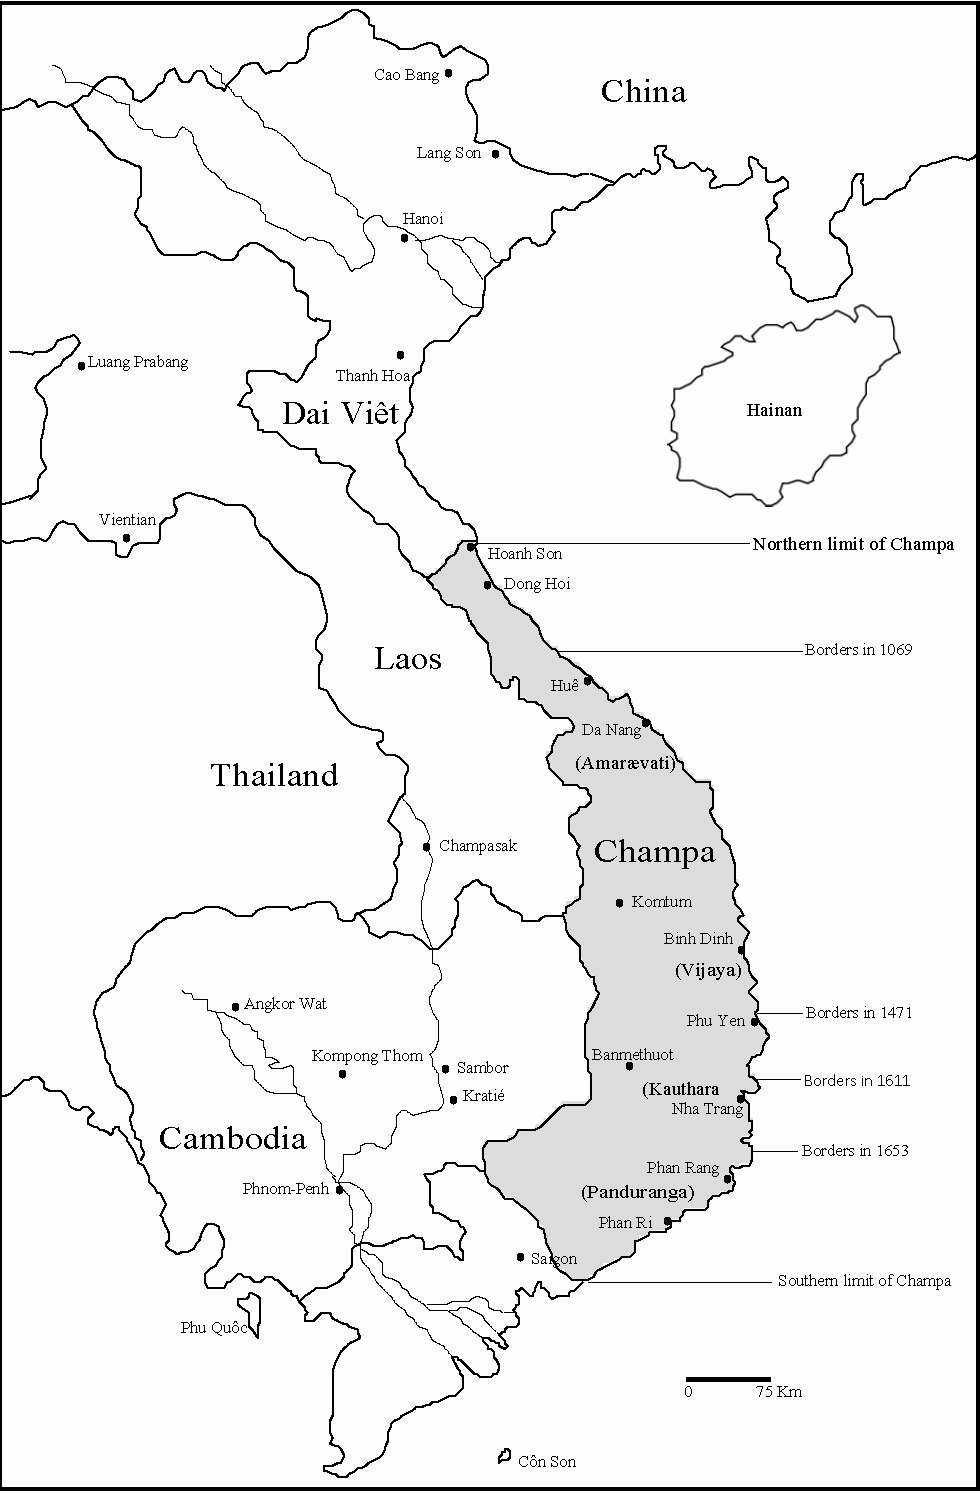 Cao Bang
China
Lang Son
Hanoi
Luang Prabang
Thanh Hoa
Dai Viêt
Hainan
Vientian
Northern limit of Champa
Hoanh Son
Dong Hoi
Borders in 1069
Laos
Huê
Da Nang
(Amarævati)
Thailand
Champasak
Champa
Komtum
Binh Dinh
(Vijaya)
Angkor Wat
Borders in 1471
Phu Yen
Kompong Thom
Banmethuot
Sambor
Borders in 1611
(Kauthara
Kratié
Nha Trang
Cambodia
Borders in 1653
Phan Rang
Phnom-Penh
(Panduranga)
Phan Ri
Saigon
Southern limit of Champa
Phu Quôc
0 75 Km
Côn Son